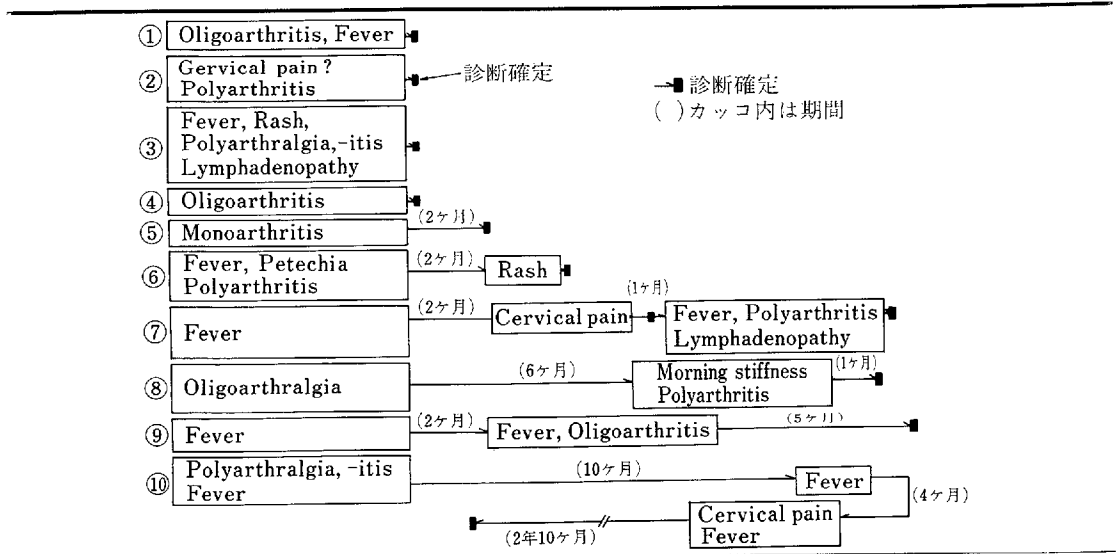 ① Oligoarthritis, Fever
② Gervical pain?
Polyarthritis
診断確定
診断確定
( )カッコ内は期間
③ Fever, Rash,
Polyarthralgia,-itis
Lymphadenopathy
④ Oligoarthritis
⑤ Monoarthritis (2ヶ月)
⑥ Fever, Petechia
Polyarthritis
(2ヶ月) Rash
⑦ Fever (2ヶ月) Cervical pain (1ヶ月) Fever, Polyarthritis
Lymphadenopathy
⑧ Oligoarthralgia (6ヶ月) Morning stiffness
Polyarthritis
(1ヶ月)
⑨ Fever (2ヶ月) Fever, Oligoarthritis (5ヶ月)
⑩ Polyarthralgia, -itis
Fever
(10ヶ月) Fever (4ヶ月)
Cervical pain
Fever
(2年10ヶ月)